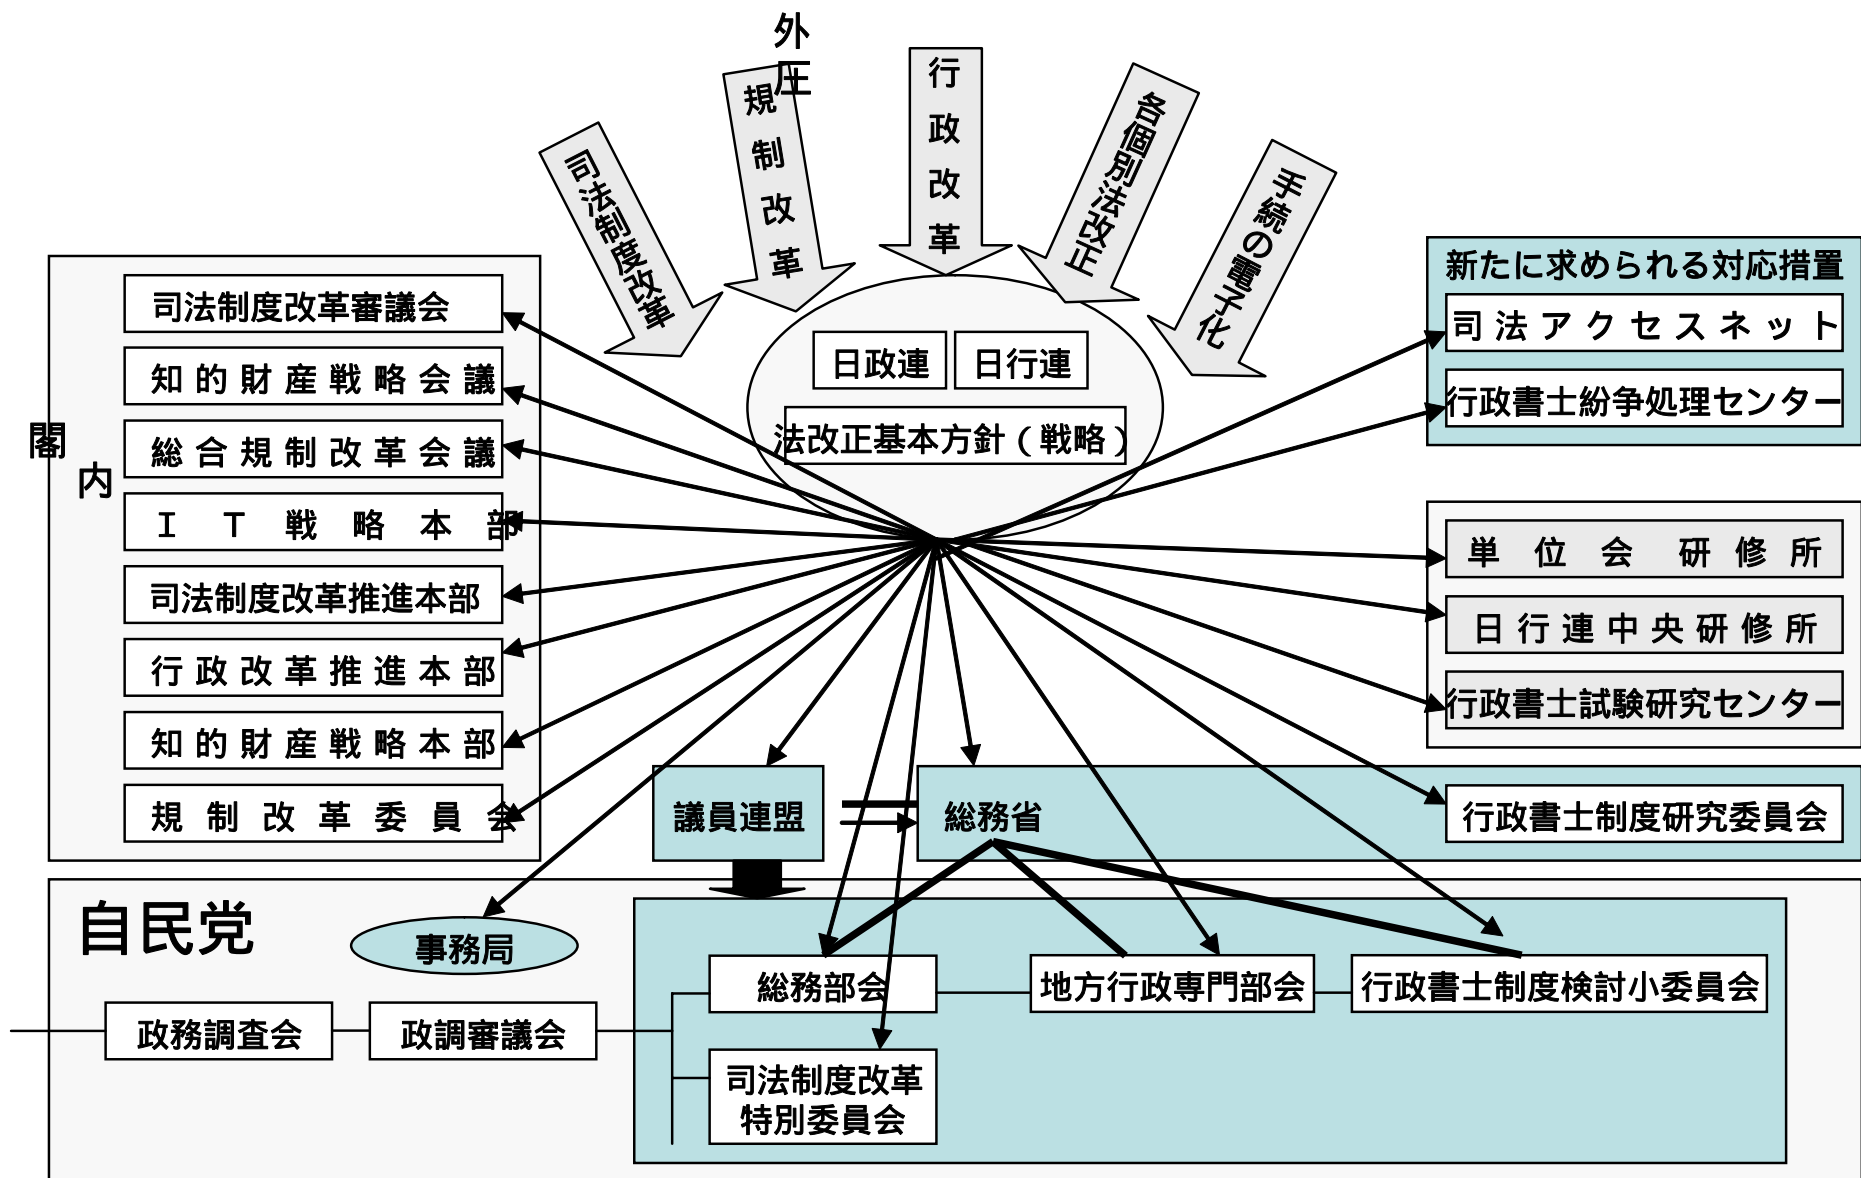 外
圧
司法制度改革
規制改革
行政改革
各個別法改正
手続の電子化
日政連
日行連
法改正基本方針(戦略)
閣
内
司法制度改革審議会
知的財産戦略会議
総合規制改革会議
IT戦略本部
司法制度改革推進本部
行政改革推進本部
知的財産戦略本部
規制改革委員会
新たに求められる対応措置
司法アクセスネット
行政書士紛争処理センター
単位会研修所
日行連中央研修所
行政書士試験研究センター
議員連盟
総務省
行政書士制度研究委員会
自民党
事務局
政務調査会
政調審議会
総務部会
地方行政専門部会
行政書士制度検討小委員会
司法制度改革
特別委員会